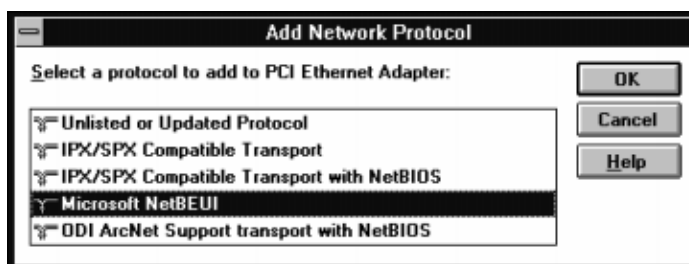 Add Network Protocol
Select a protocol to add to PCI Ethernet Adapter:
OK
Cancel
Help
Unlisted or Updated Protocol
IPX/SPX Compatible Transport
IPX/SPX Compatible Transport with NetBIOS
Microsoft NetBEUI
ODI ArcNet Support transport with NetBIOS